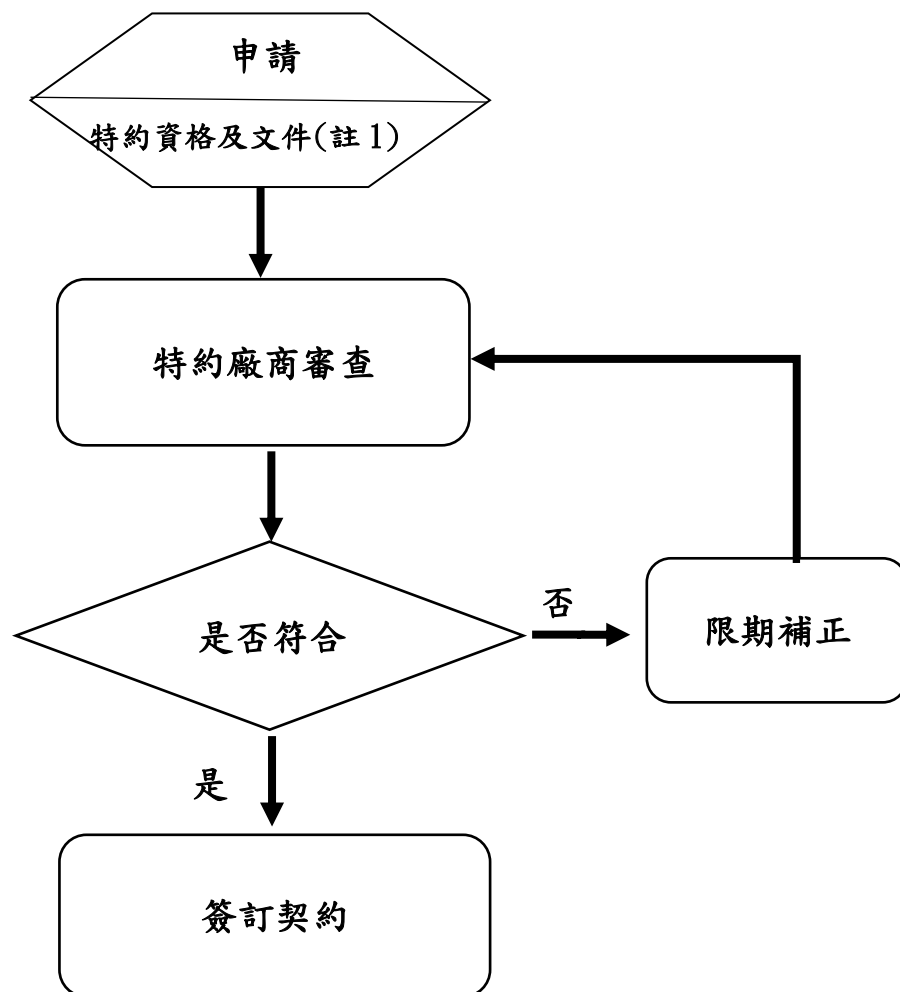 申請
特約資格及文件(註1)
特約廠商審查
是否符合
否
限期補正
是
簽訂契約